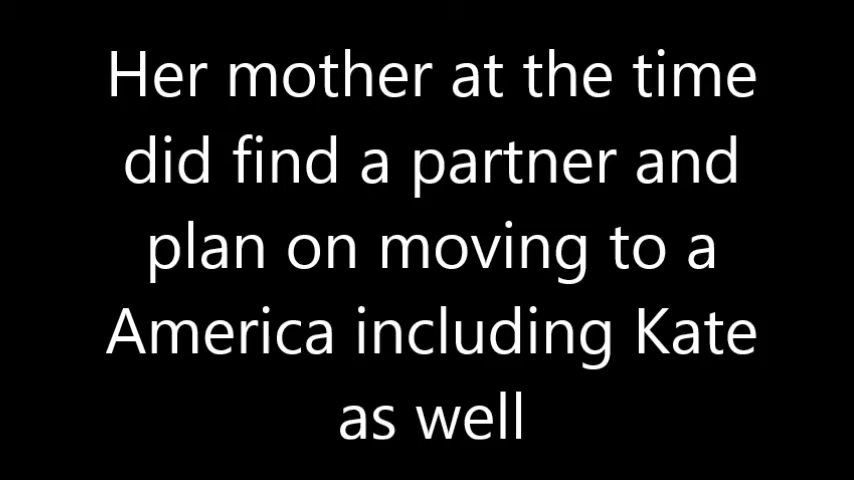 Her mother at the time
did find a partner and
plan on moving to a
America including Kate
as well